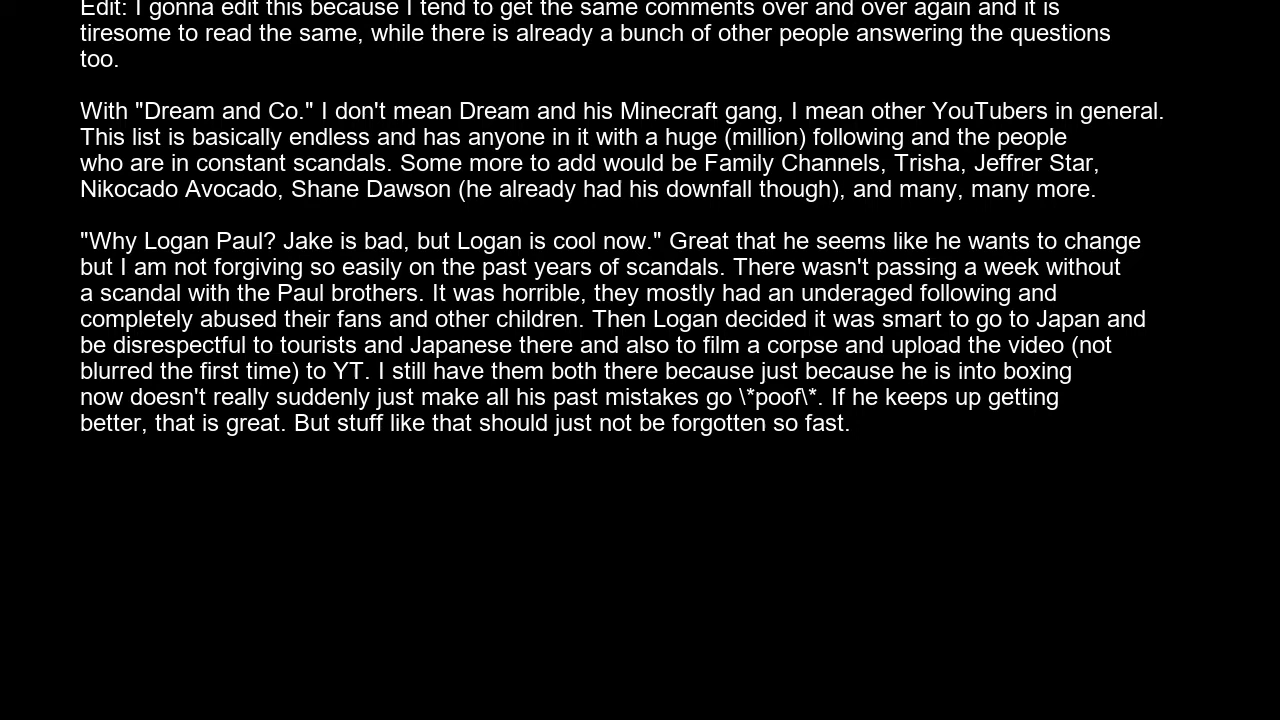 Edit: I gonna edit this because I tend to get the same comments over and over again and it is
tiresome to read the same, while there is already a bunch of other people answering the questions
too.
With "Dream and Co." I don't mean Dream and his Minecraft gang, I mean other YouTubers in general.
This list is basically endless and has anyone in it with a huge (million) following and the people
who are in constant scandals. Some more to add would be Family Channels, Trisha, Jeffrer Star,
Nikocado Avocado, Shane Dawson (he already had his downfall though), and many, many more.
"Why Logan Paul? Jake is bad, but Logan is cool now." Great that he seems like he wants to change
but I am not forgiving so easily on the past years of scandals. There wasn't passing a week without
a scandal with the Paul brothers. It was horrible, they mostly had an underaged following and
completely abused their fans and other children. Then Logan decided it was smart to go to Japan and
be disrespectful to tourists and Japanese there and also to film a corpse and upload the video (not
blurred the first time) to YT. I still have them both there because just because he is into boxing
now doesn't really suddenly just make all his past mistakes go \*poof\*. If he keeps up getting
better, that is great. But stuff like that should just not be forgotten so fast.